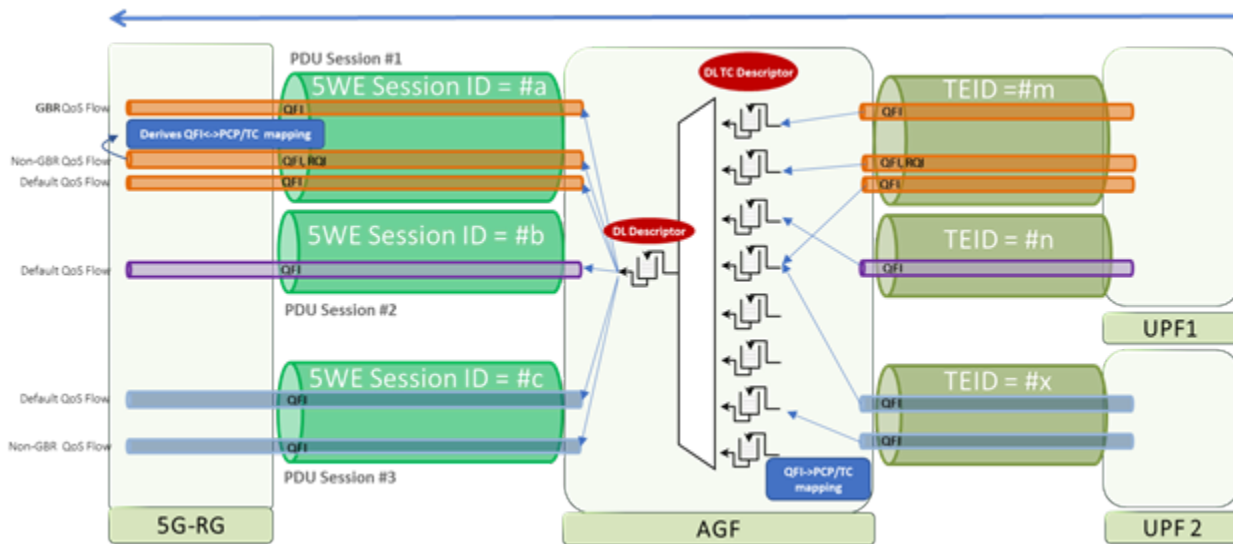 PDU Session #1
5WE Session ID = #a
DL TC Descriptor
TEID =#m
GBR QoS Flow
QFI
QFI
Derives QFI<->PCP/TC mapping
Non-GBR QoS Flow
QFI, RQI
QFI, RQI
Default QoS Flow
QFI
QFI
5WE Session ID = #b
DL Descriptor
TEID = #n
Default QoS Flow
QFI
QFI
PDU Session #2
UPF1
5WE Session ID = #c
TEID = #x
Default QoS Flow
QFI
QFI
Non-GBR QoS Flow
QFI
QFI
PDU Session #3
QFI->PCP/TC
mapping
5G-RG
AGF
UPF 2